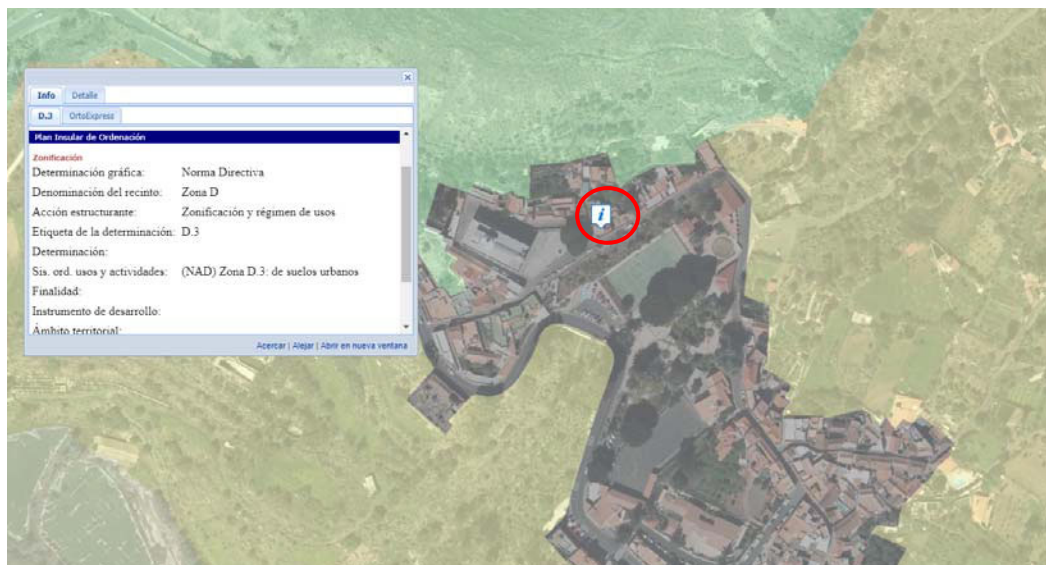 Info Detalle
D.3 OrtoExpress
Plan Insular de Ordenación
Zonificación
Determinación gráfica: Norma Directiva
Denominación del recinto: Zona D
Acción estructurante: Zonificación y régimen de usos
Etiqueta de la determinación: D.3
Determinación:
Sis. ord. usos y actividades: (NAD) Zona D.3: de suelos urbanos
Finalidad:
Instrumento de desarrollo:
Ámbito territorial:
Acercar | Alejar | Abrir en nueva ventana
i